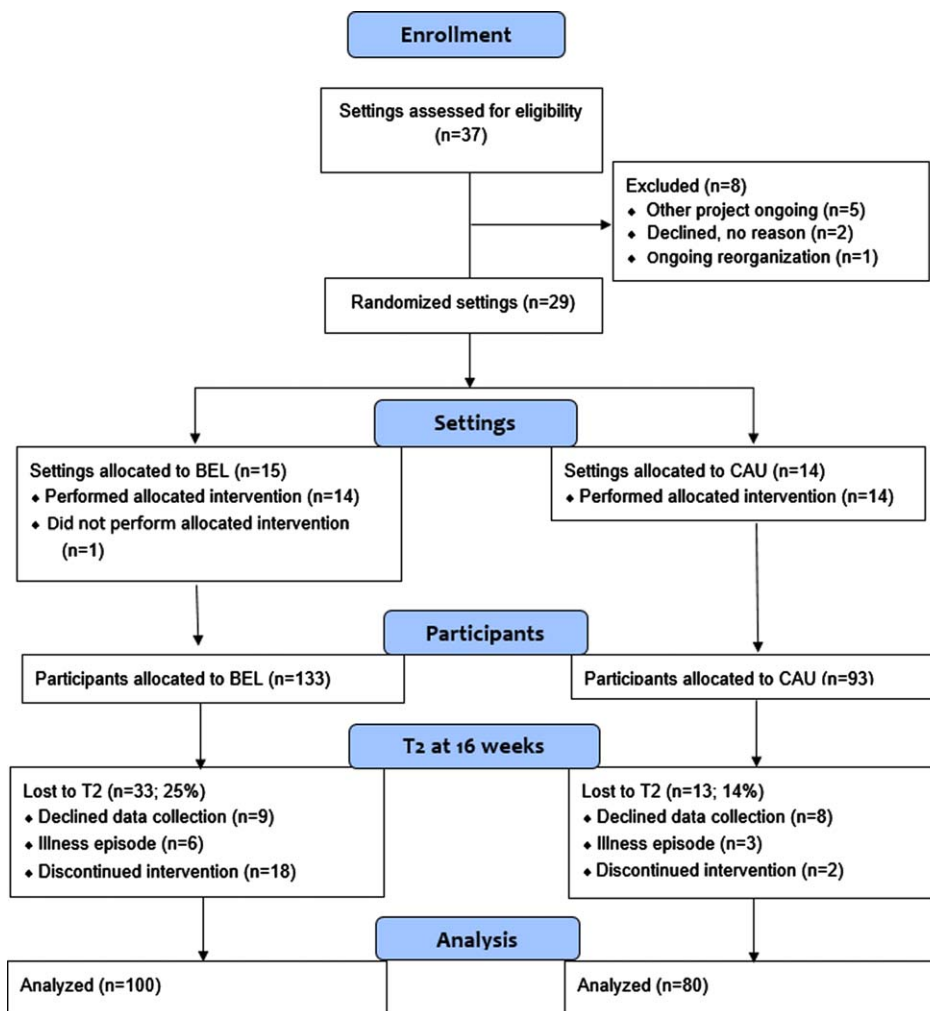 Enrollment
Settings assessed for eligibility
(n=37)
Excluded (n=8)
⬥ Other project ongoing (n=5)
⬥ Declined, no reason (n=2)
⬥ Ongoing reorganization (n=1)
Randomized settings (n=29)
Settings
Settings allocated to BEL (n=15)
⬥ Performed allocated intervention (n=14)
⬥ Did not perform allocated intervention
(n=1)
Settings allocated to CAU (n=14)
⬥ Performed allocated intervention (n=14)
Participants
Participants allocated to BEL (n=133)
Participants allocated to CAU (n=93)
T2 at 16 weeks
Lost to T2 (n=33; 25%)
⬥ Declined data collection (n=9)
⬥ Illness episode (n=6)
⬥ Discontinued intervention (n=18)
Lost to T2 (n=13; 14%)
⬥ Declined data collection (n=8)
⬥ Illness episode (n=3)
⬥ Discontinued intervention (n=2)
Analysis
Analyzed (n=100)
Analyzed (n=80)